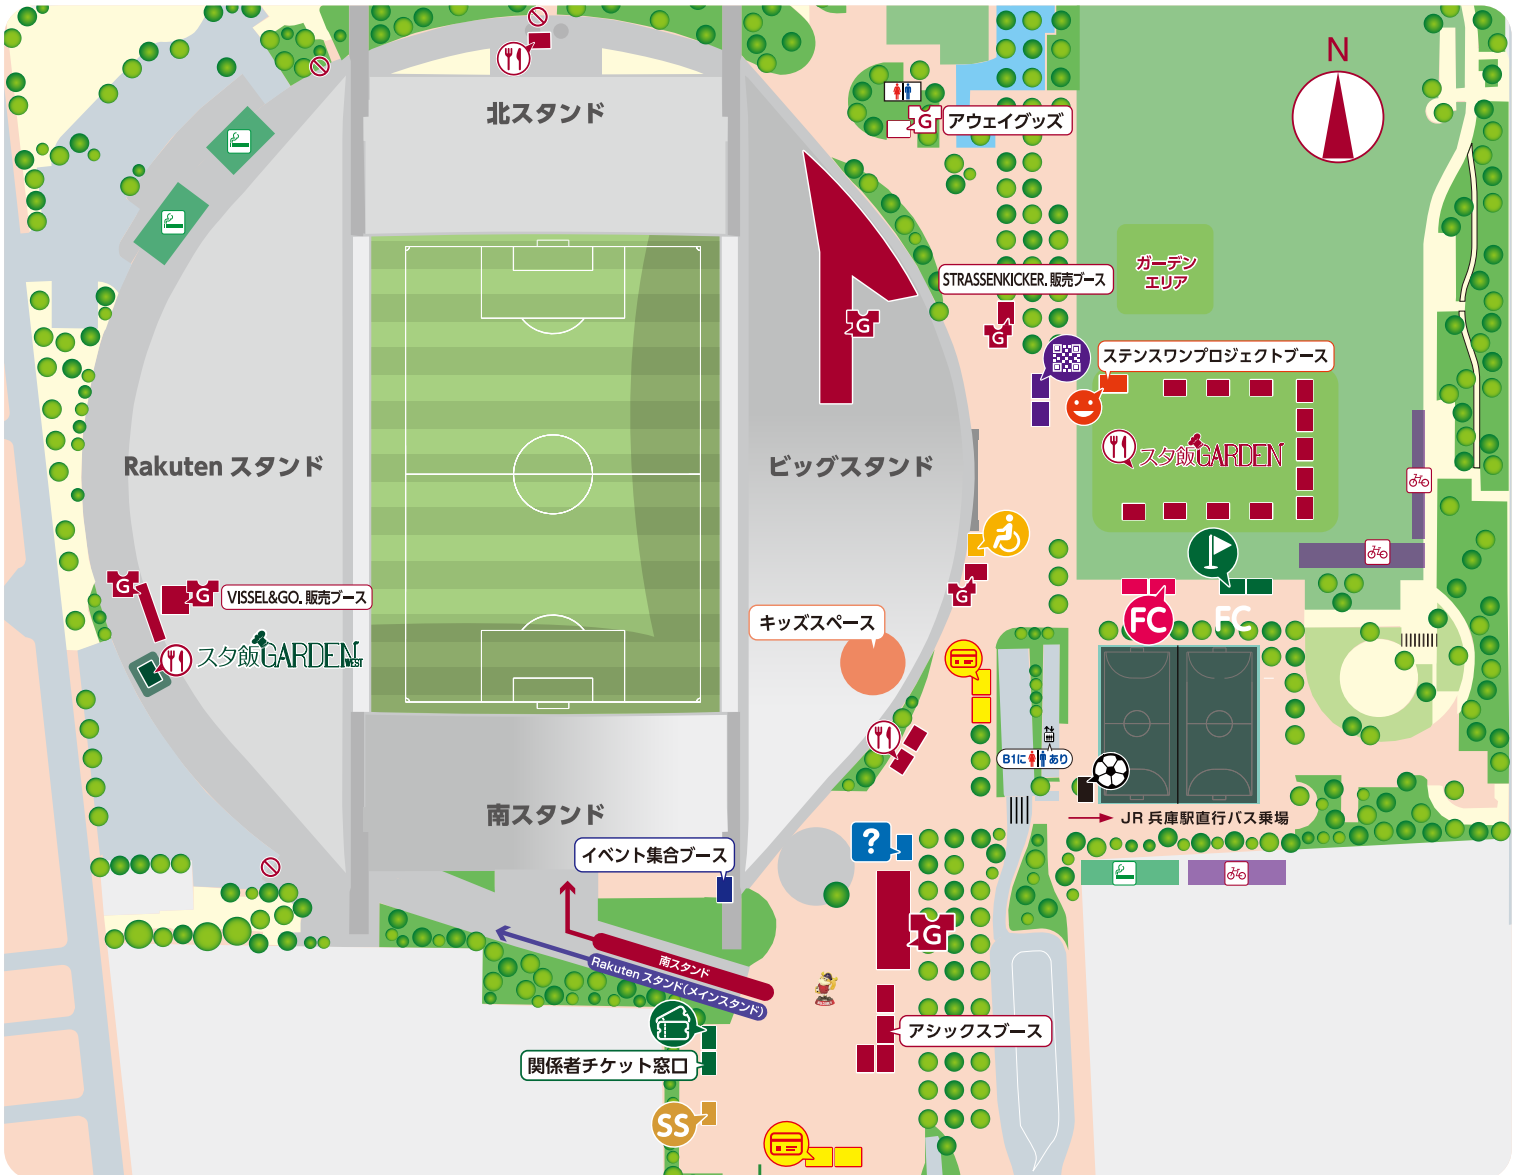 N
北スタンド
G
アウェイグッズ
ガーデン
エリア
STRASSENKICKER. 販売ブース
G
G
ステンスワンプロジェクトブース
Rakuten スタンド
ビッグスタンド
スタ飯GARDEN
G
G
VISSEL&GO. 販売ブース
G
キッズスペース
FC
FC
スタ飯GARDEN WEST
B1に あり
南スタンド
JR 兵庫駅直行バス乗場
?
イベント集合ブース
G
南スタンド
Rakuten スタンド(メインスタンド)
アシックスブース
関係者チケット窓口
SS